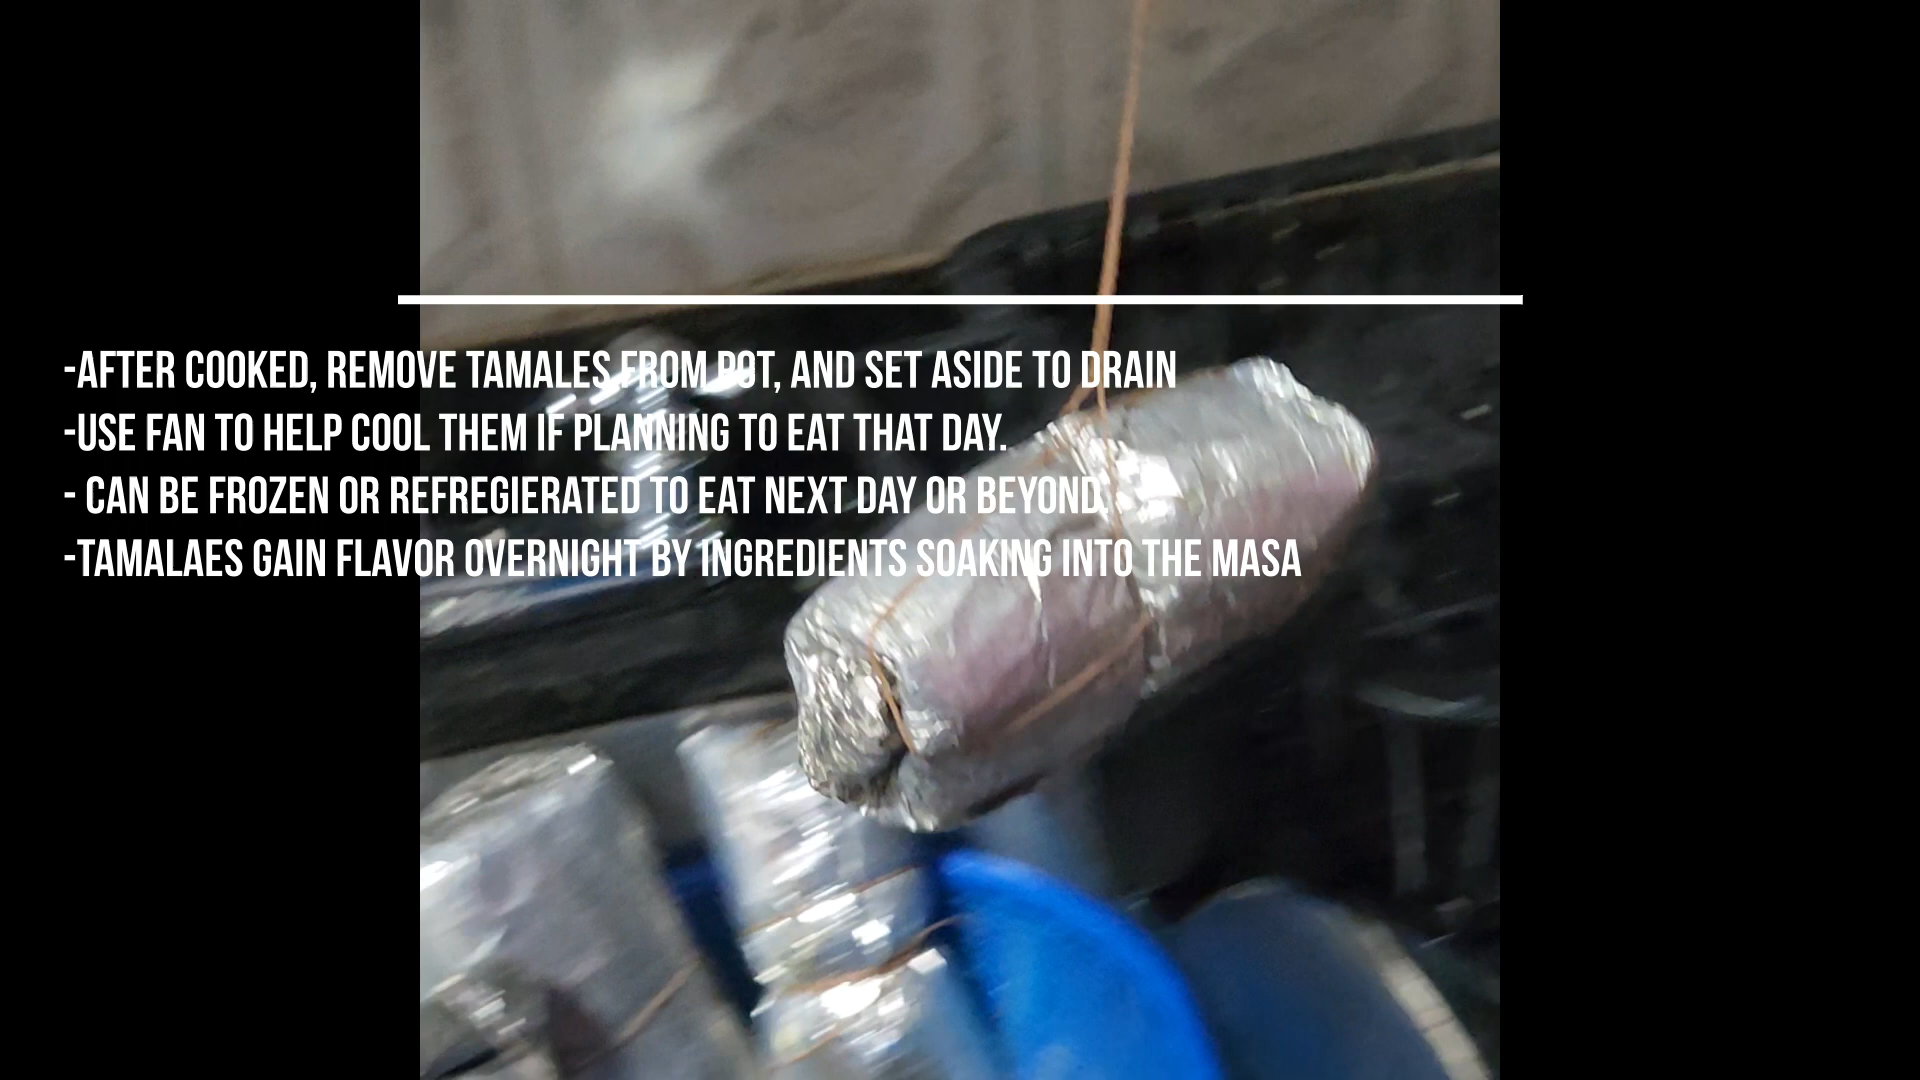 -AFTER COOKED, REMOVE TAMALES FROM POT, AND SET ASIDE TO DRAIN
-USE FAN TO HELP COOL THEM IF PLANNING TO EAT THAT DAY.
- CAN BE FROZEN OR REFREGIERATED TO EAT NEXT DAY OR BEYOND.
-TAMALAES GAIN FLAVOR OVERNIGHT BY INGREDIENTS SOAKING INTO THE MASA